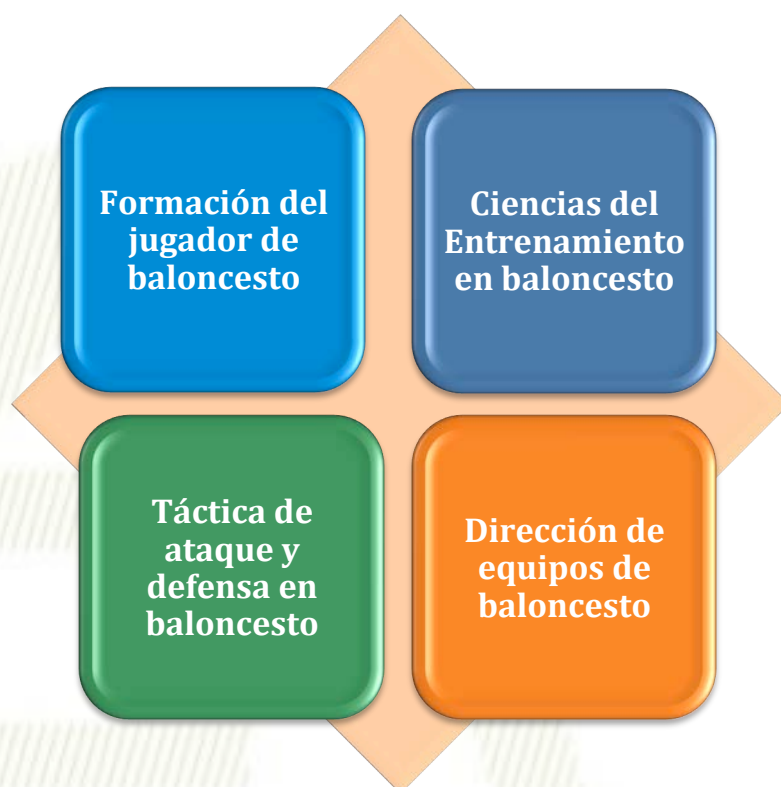 Formación del
jugador de
baloncesto
Ciencias del
Entrenamiento
en baloncesto
Táctica de
ataque y
defensa en
baloncesto
Dirección de
equipos de
baloncesto